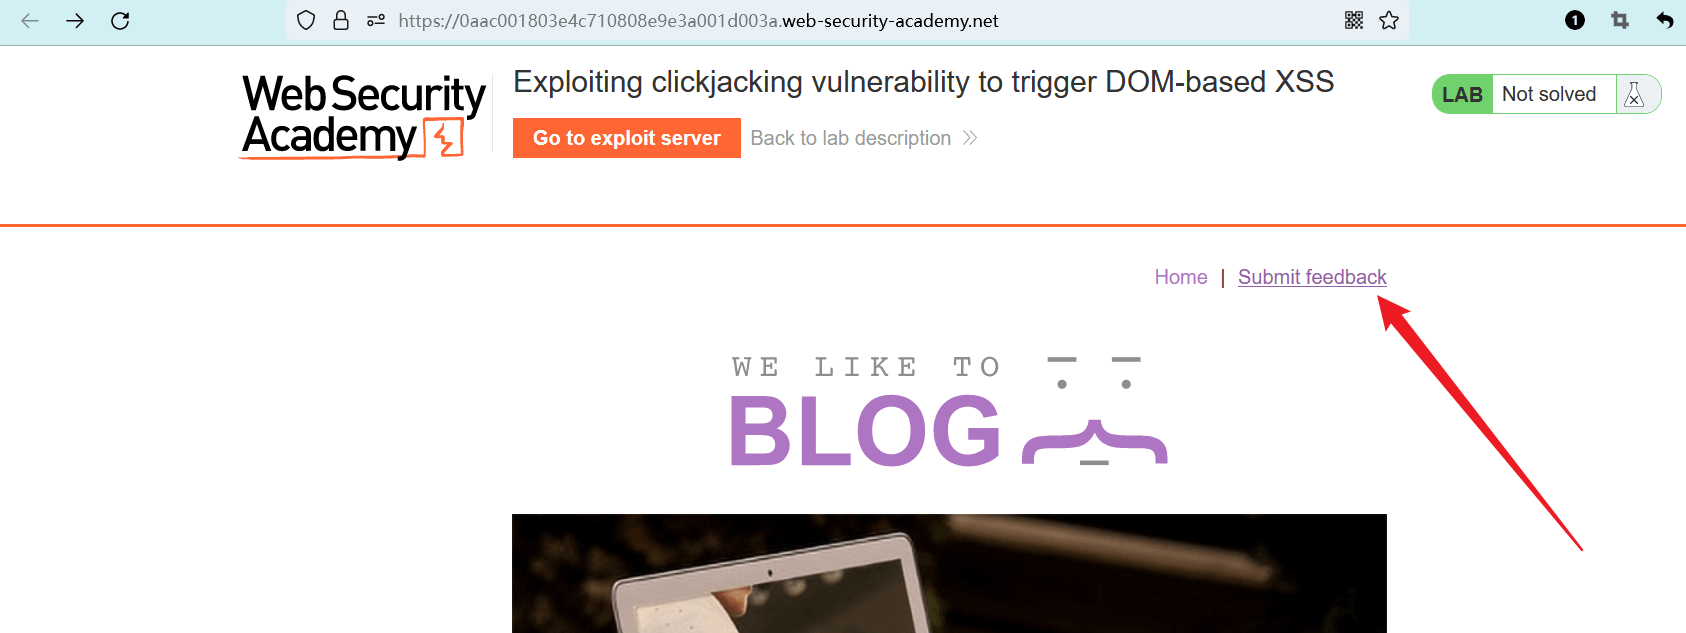 https://0aac001803e4c710808e9e3a001d003a.web-security-academy.net
1
Web Security
Academy
Exploiting clickjacking vulnerability to trigger DOM-based XSS
Go to exploit server
Back to lab description
LAB
Not solved
Home | Submit feedback
WE LIKE TO
BLOG